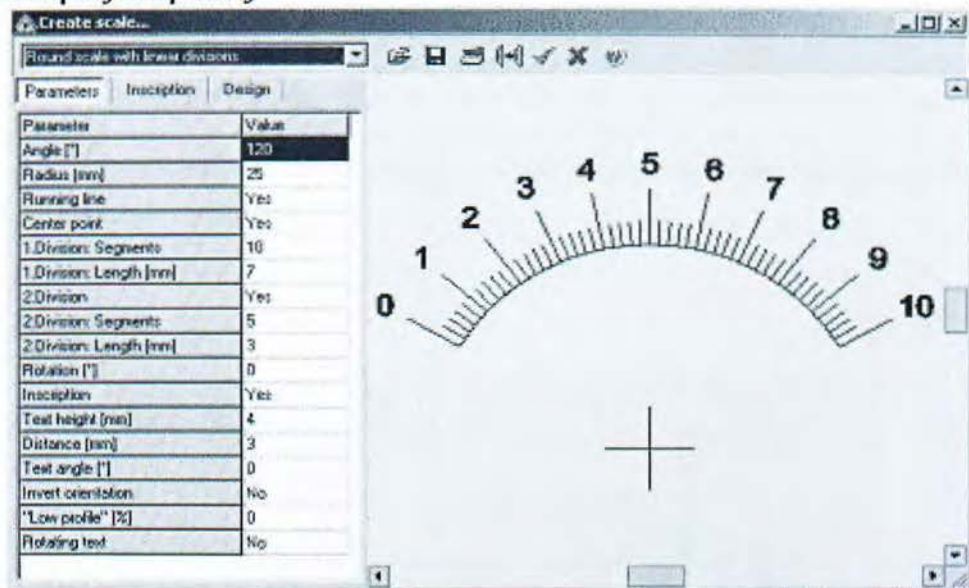 Create scale...
Round scale with linear divisions
Parameters Inscription Design
Parameter Value
Angle [°] 120
Radius [mm] 25
Running line Yes
Center point Yes
1.Division: Segments 10
1.Division: Length [mm] 7
2.Division Yes
2.Division: Segments 5
2.Division: Length [mm] 3
Rotation [°] 0
Inscription Yes
Text height [mm] 4
Distance [mm] 3
Text angle [°] 0
Invert orientation No
"Low profile" [%] 0
Rotating text No
0 1 2 3 4 5 6 7 8 9 10